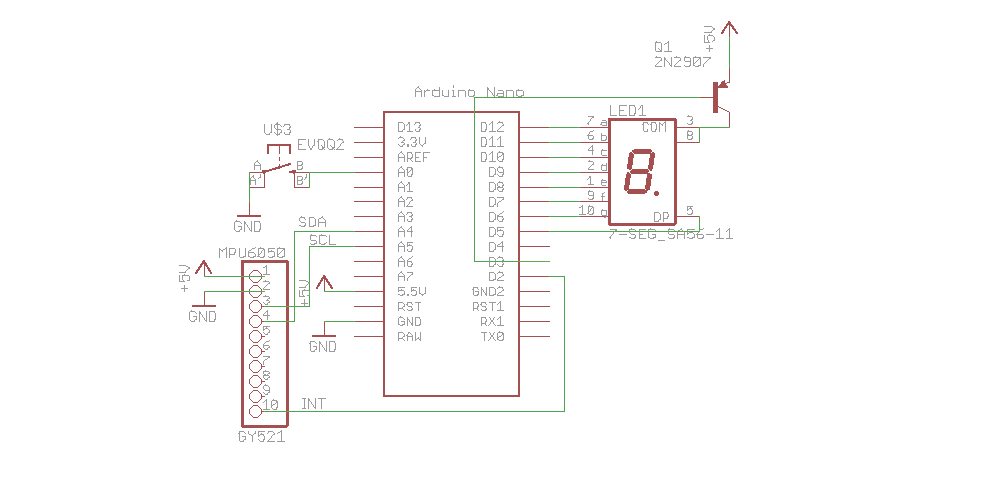 +5V
Q1
2N2907
Arduino Nano
LED1
D13 D12 7 a COM 3
3.3V D11 6 b 8
U$3
EVQQ2
AREF D10 4 c
A B A0 D9 2 d
A' B' A1 D8 1 e
A2 D7 9 f
GND
A3 D6 10 g DP 5
SDA A4 D5 7-SEG_SA56-11
SCL A5 D4
MPU6050
A6 D3
+5V 1 A7 D2
2 +5V 5.5V GND2
3 RST RST1
GND 4 GND RX1
5 RAW TX0
GND
6
7
8
9
10 INT
GY521